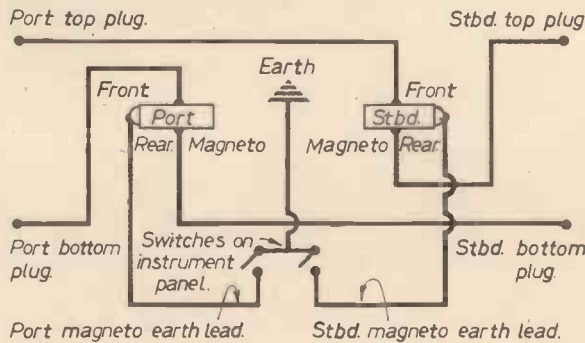 Port top plug.
Stbd. top plug.
Earth
Front
Front
Port
Stbd.
Rear. Magneto
Magneto Rear.
Port bottom
plug.
Switches on
instrument
panel.
Stbd. bottom
plug.
Port magneto earth lead.
Stbd. magneto earth lead.